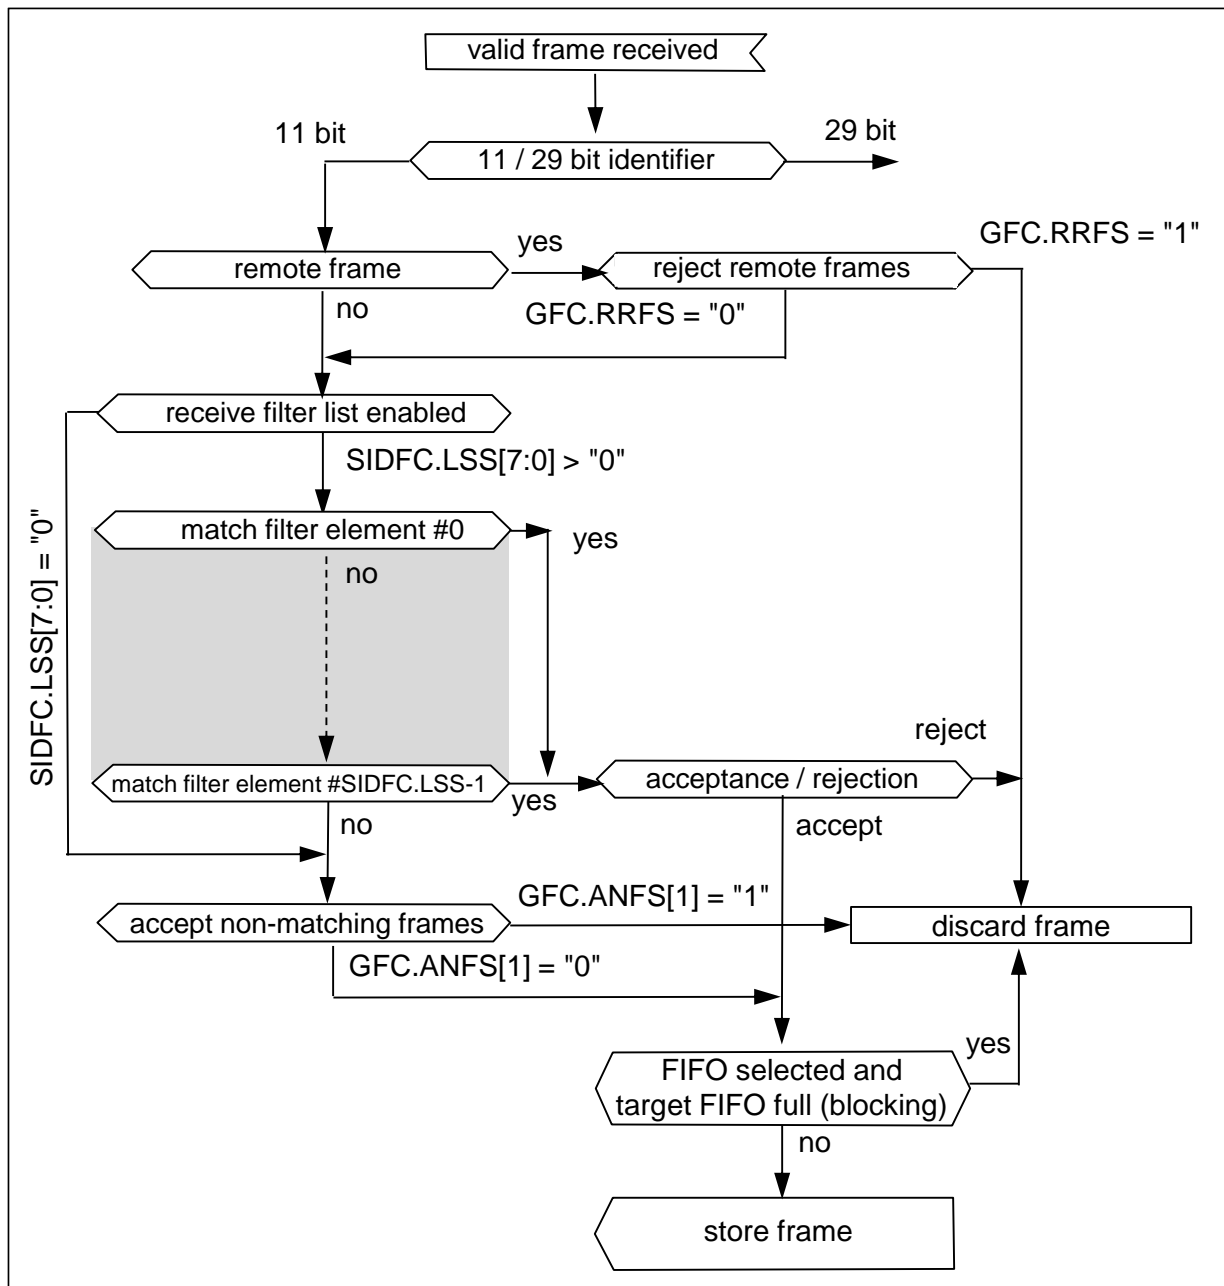 valid frame received
11 bit
29 bit
11 / 29 bit identifier
yes
GFC.RRFS = "1"
remote frame
reject remote frames
no
GFC.RRFS = "0"
receive filter list enabled
SIDFC.LSS[7:0] > "0"
SIDFC.LSS[7:0] = "0"
match filter element #0
yes
no
reject
match filter element #SIDFC.LSS-1
yes
acceptance / rejection
no
accept
GFC.ANFS[1] = "1"
accept non-matching frames
discard frame
GFC.ANFS[1] = "0"
yes
FIFO selected and
target FIFO full (blocking)
no
store frame